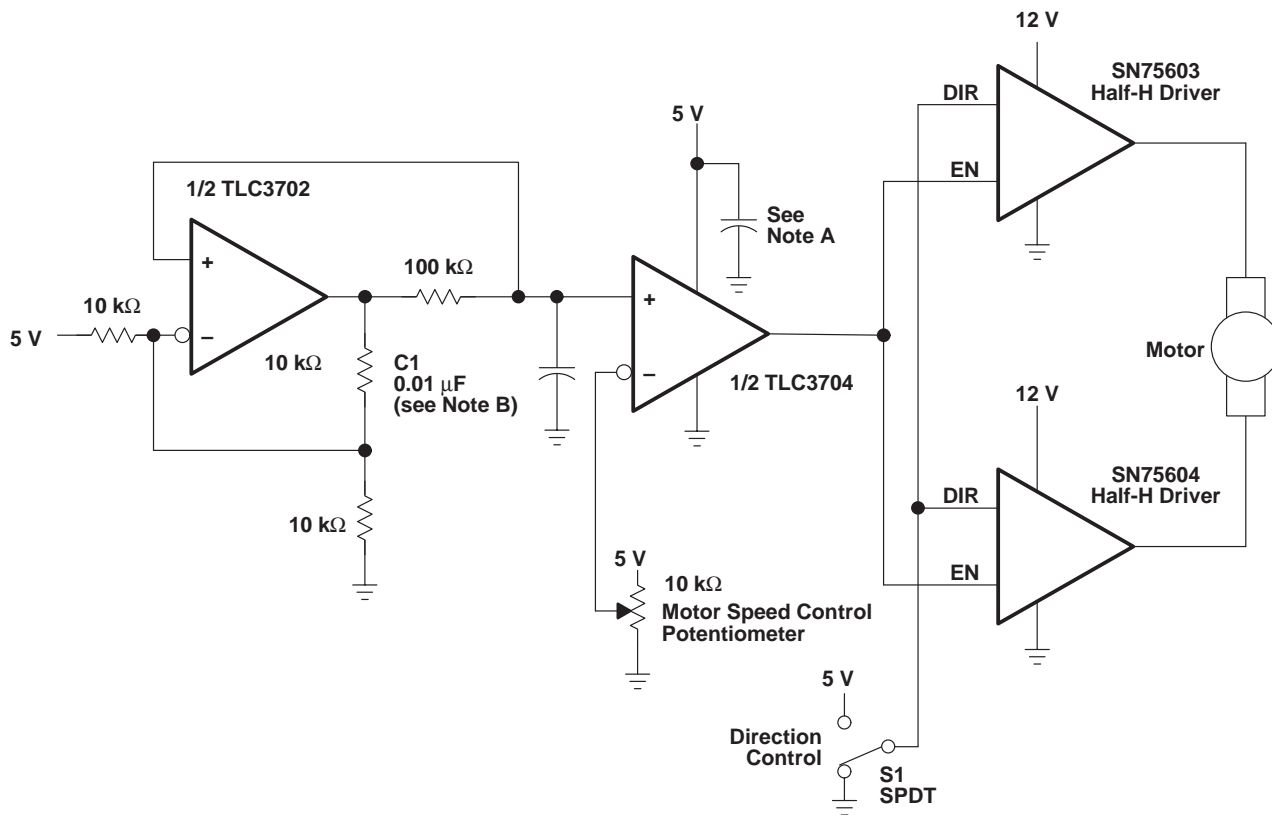 12 V
SN75603
Half-H Driver
DIR
5 V
EN
1/2 TLC3702
See
Note A
+
100 kΩ
10 kΩ
+
5 V
−
10 kΩ
C1
0.01 μF
(see Note B)
−
1/2 TLC3704
Motor
12 V
SN75604
Half-H Driver
DIR
10 kΩ
5 V
10 kΩ
Motor Speed Control
Potentiometer
EN
5 V
Direction
Control
S1
SPDT